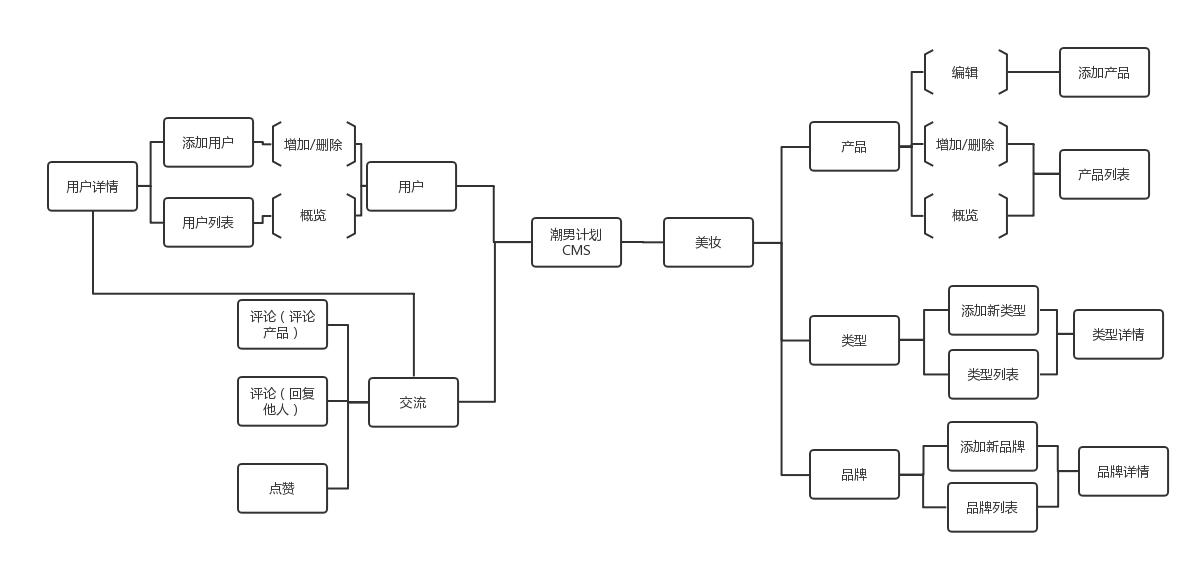 编辑
添加产品
添加用户
增加/删除
产品
增加/删除
用户详情
用户
产品列表
用户列表
概览
概览
潮男计划
CMS
美妆
评论（评论
产品）
添加新类型
类型
类型详情
类型列表
评论（回复
他人）
交流
添加新品牌
点赞
品牌
品牌详情
品牌列表